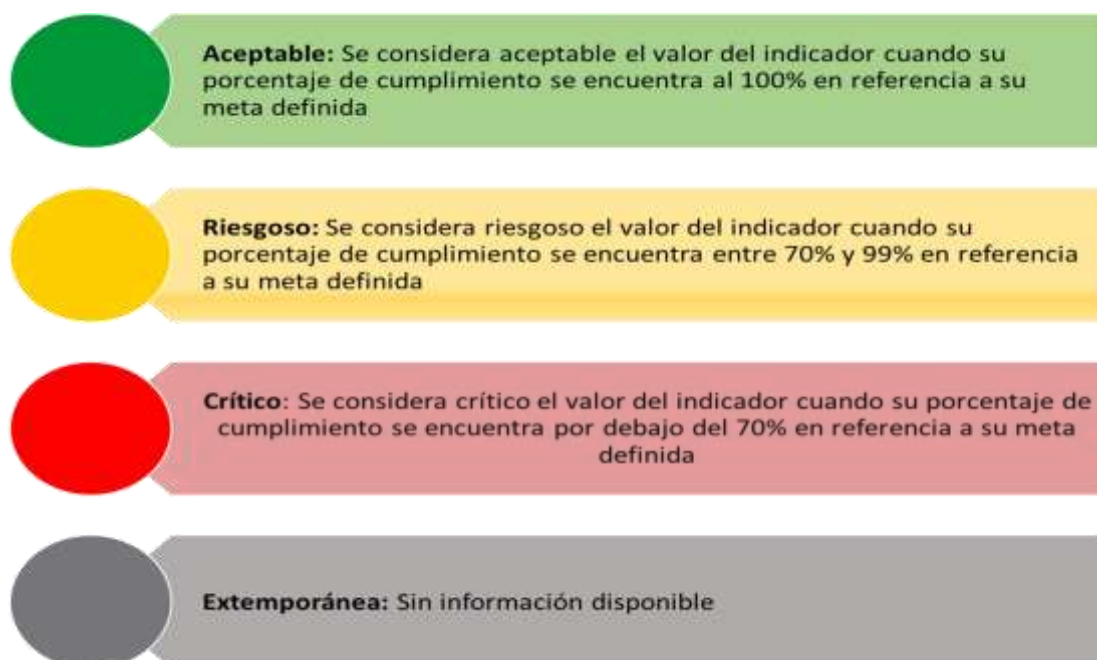 Aceptable: Se considera aceptable el valor del indicador cuando su
porcentaje de cumplimiento se encuentra al 100% en referencia a su
meta definida
Riesgoso: Se considera riesgoso el valor del indicador cuando su
porcentaje de cumplimiento se encuentra entre 70% y 99% en referencia
a su meta definida
Crítico: Se considera crítico el valor del indicador cuando su porcentaje de
cumplimiento se encuentra por debajo del 70% en referencia a su meta
definida
Extemporánea: Sin información disponible